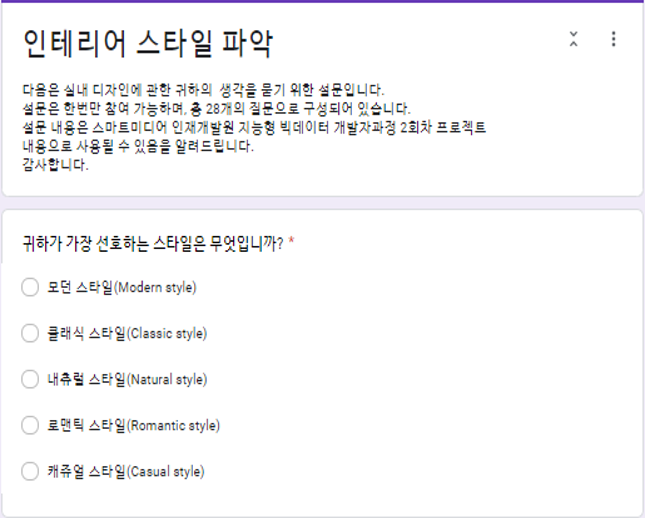 인테리어 스타일 파악
다음은 실내 디자인에 관한 귀하의 생각을 묻기 위한 설문입니다.
설문은 한번만 참여 가능하며, 총 28개의 질문으로 구성되어 있습니다.
설문 내용은 스마트미디어 인재개발원 지능형 빅데이터 개발자과정 2회차 프로젝트
내용으로 사용될 수 있음을 알려드립니다.
감사합니다.
귀하가 가장 선호하는 스타일은 무엇입니까? *
모던 스타일(Modern style)
클래식 스타일(Classic style)
내츄럴 스타일(Natural style)
로맨틱 스타일(Romantic style)
캐쥬얼 스타일(Casual style)